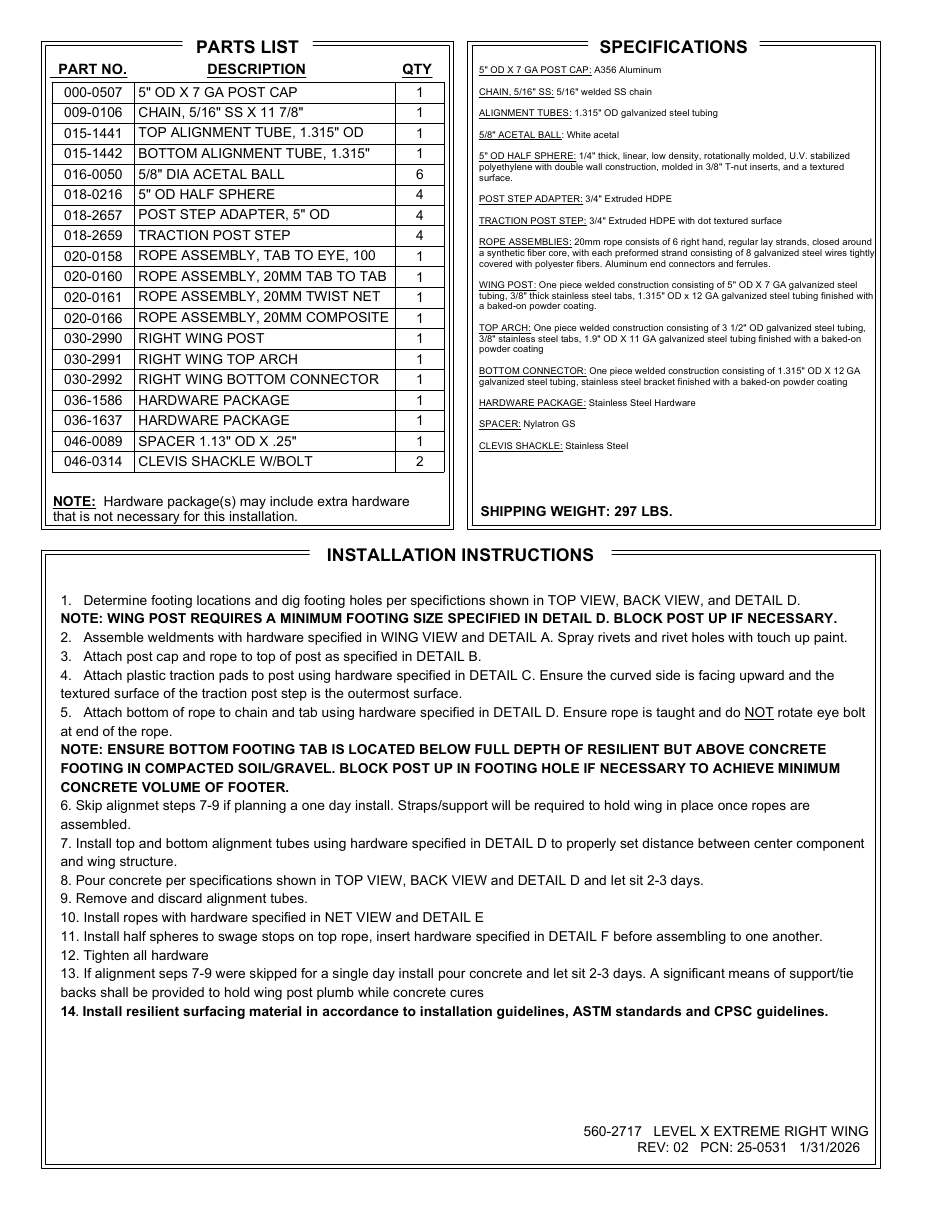 PARTS LIST
PART NO. DESCRIPTION QTY
000-0507 5" OD X 7 GA POST CAP 1
009-0106 CHAIN, 5/16" SS X 11 7/8" 1
015-1441 TOP ALIGNMENT TUBE, 1.315" OD 1
015-1442 BOTTOM ALIGNMENT TUBE, 1.315" 1
016-0050 5/8" DIA ACETAL BALL 6
018-0216 5" OD HALF SPHERE 4
018-2657 POST STEP ADAPTER, 5" OD 4
018-2659 TRACTION POST STEP 4
020-0158 ROPE ASSEMBLY, TAB TO EYE, 100 1
020-0160 ROPE ASSEMBLY, 20MM TAB TO TAB 1
020-0161 ROPE ASSEMBLY, 20MM TWIST NET 1
020-0166 ROPE ASSEMBLY, 20MM COMPOSITE 1
030-2990 RIGHT WING POST 1
030-2991 RIGHT WING TOP ARCH 1
030-2992 RIGHT WING BOTTOM CONNECTOR 1
036-1586 HARDWARE PACKAGE 1
036-1637 HARDWARE PACKAGE 1
046-0089 SPACER 1.13" OD X .25" 1
046-0314 CLEVIS SHACKLE W/BOLT 2
NOTE: Hardware package(s) may include extra hardware
that is not necessary for this installation.
SPECIFICATIONS
5" OD X 7 GA POST CAP: A356 Aluminum
CHAIN, 5/16" SS: 5/16" welded SS chain
ALIGNMENT TUBES: 1.315" OD galvanized steel tubing
5/8" ACETAL BALL: White acetal
5" OD HALF SPHERE: 1/4" thick, linear, low density, rotationally molded, U.V. stabilized
polyethylene with double wall construction, molded in 3/8" T-nut inserts, and a textured
surface.
POST STEP ADAPTER: 3/4" Extruded HDPE
TRACTION POST STEP: 3/4" Extruded HDPE with dot textured surface
ROPE ASSEMBLIES: 20mm rope consists of 6 right hand, regular lay strands, closed around
a synthetic fiber core, with each preformed strand consisting of 8 galvanized steel wires tightly
covered with polyester fibers. Aluminum end connectors and ferrules.
WING POST: One piece welded construction consisting of 5" OD X 7 GA galvanized steel
tubing, 3/8" thick stainless steel tabs, 1.315" OD x 12 GA galvanized steel tubing finished with
a baked-on powder coating.
TOP ARCH: One piece welded construction consisting of 3 1/2" OD galvanized steel tubing,
3/8" stainless steel tabs, 1.9" OD X 11 GA galvanized steel tubing finished with a baked-on
powder coating
BOTTOM CONNECTOR: One piece welded construction consisting of 1.315" OD X 12 GA
galvanized steel tubing, stainless steel bracket finished with a baked-on powder coating
HARDWARE PACKAGE: Stainless Steel Hardware
SPACER: Nylatron GS
CLEVIS SHACKLE: Stainless Steel
SHIPPING WEIGHT: 297 LBS.
INSTALLATION INSTRUCTIONS
1. Determine footing locations and dig footing holes per specifictions shown in TOP VIEW, BACK VIEW, and DETAIL D.
NOTE: WING POST REQUIRES A MINIMUM FOOTING SIZE SPECIFIED IN DETAIL D. BLOCK POST UP IF NECESSARY.
2. Assemble weldments with hardware specified in WING VIEW and DETAIL A. Spray rivets and rivet holes with touch up paint.
3. Attach post cap and rope to top of post as specified in DETAIL B.
4. Attach plastic traction pads to post using hardware specified in DETAIL C. Ensure the curved side is facing upward and the
textured surface of the traction post step is the outermost surface.
5. Attach bottom of rope to chain and tab using hardware specified in DETAIL D. Ensure rope is taught and do NOT rotate eye bolt
at end of the rope.
NOTE: ENSURE BOTTOM FOOTING TAB IS LOCATED BELOW FULL DEPTH OF RESILIENT BUT ABOVE CONCRETE
FOOTING IN COMPACTED SOIL/GRAVEL. BLOCK POST UP IN FOOTING HOLE IF NECESSARY TO ACHIEVE MINIMUM
CONCRETE VOLUME OF FOOTER.
6. Skip alignmet steps 7-9 if planning a one day install. Straps/support will be required to hold wing in place once ropes are
assembled.
7. Install top and bottom alignment tubes using hardware specified in DETAIL D to properly set distance between center component
and wing structure.
8. Pour concrete per specifications shown in TOP VIEW, BACK VIEW and DETAIL D and let sit 2-3 days.
9. Remove and discard alignment tubes.
10. Install ropes with hardware specified in NET VIEW and DETAIL E
11. Install half spheres to swage stops on top rope, insert hardware specified in DETAIL F before assembling to one another.
12. Tighten all hardware
13. If alignment seps 7-9 were skipped for a single day install pour concrete and let sit 2-3 days. A significant means of support/tie
backs shall be provided to hold wing post plumb while concrete cures
14. Install resilient surfacing material in accordance to installation guidelines, ASTM standards and CPSC guidelines.
560-2717 LEVEL X EXTREME RIGHT WING
REV: 02 PCN: 25-0531 1/31/2026